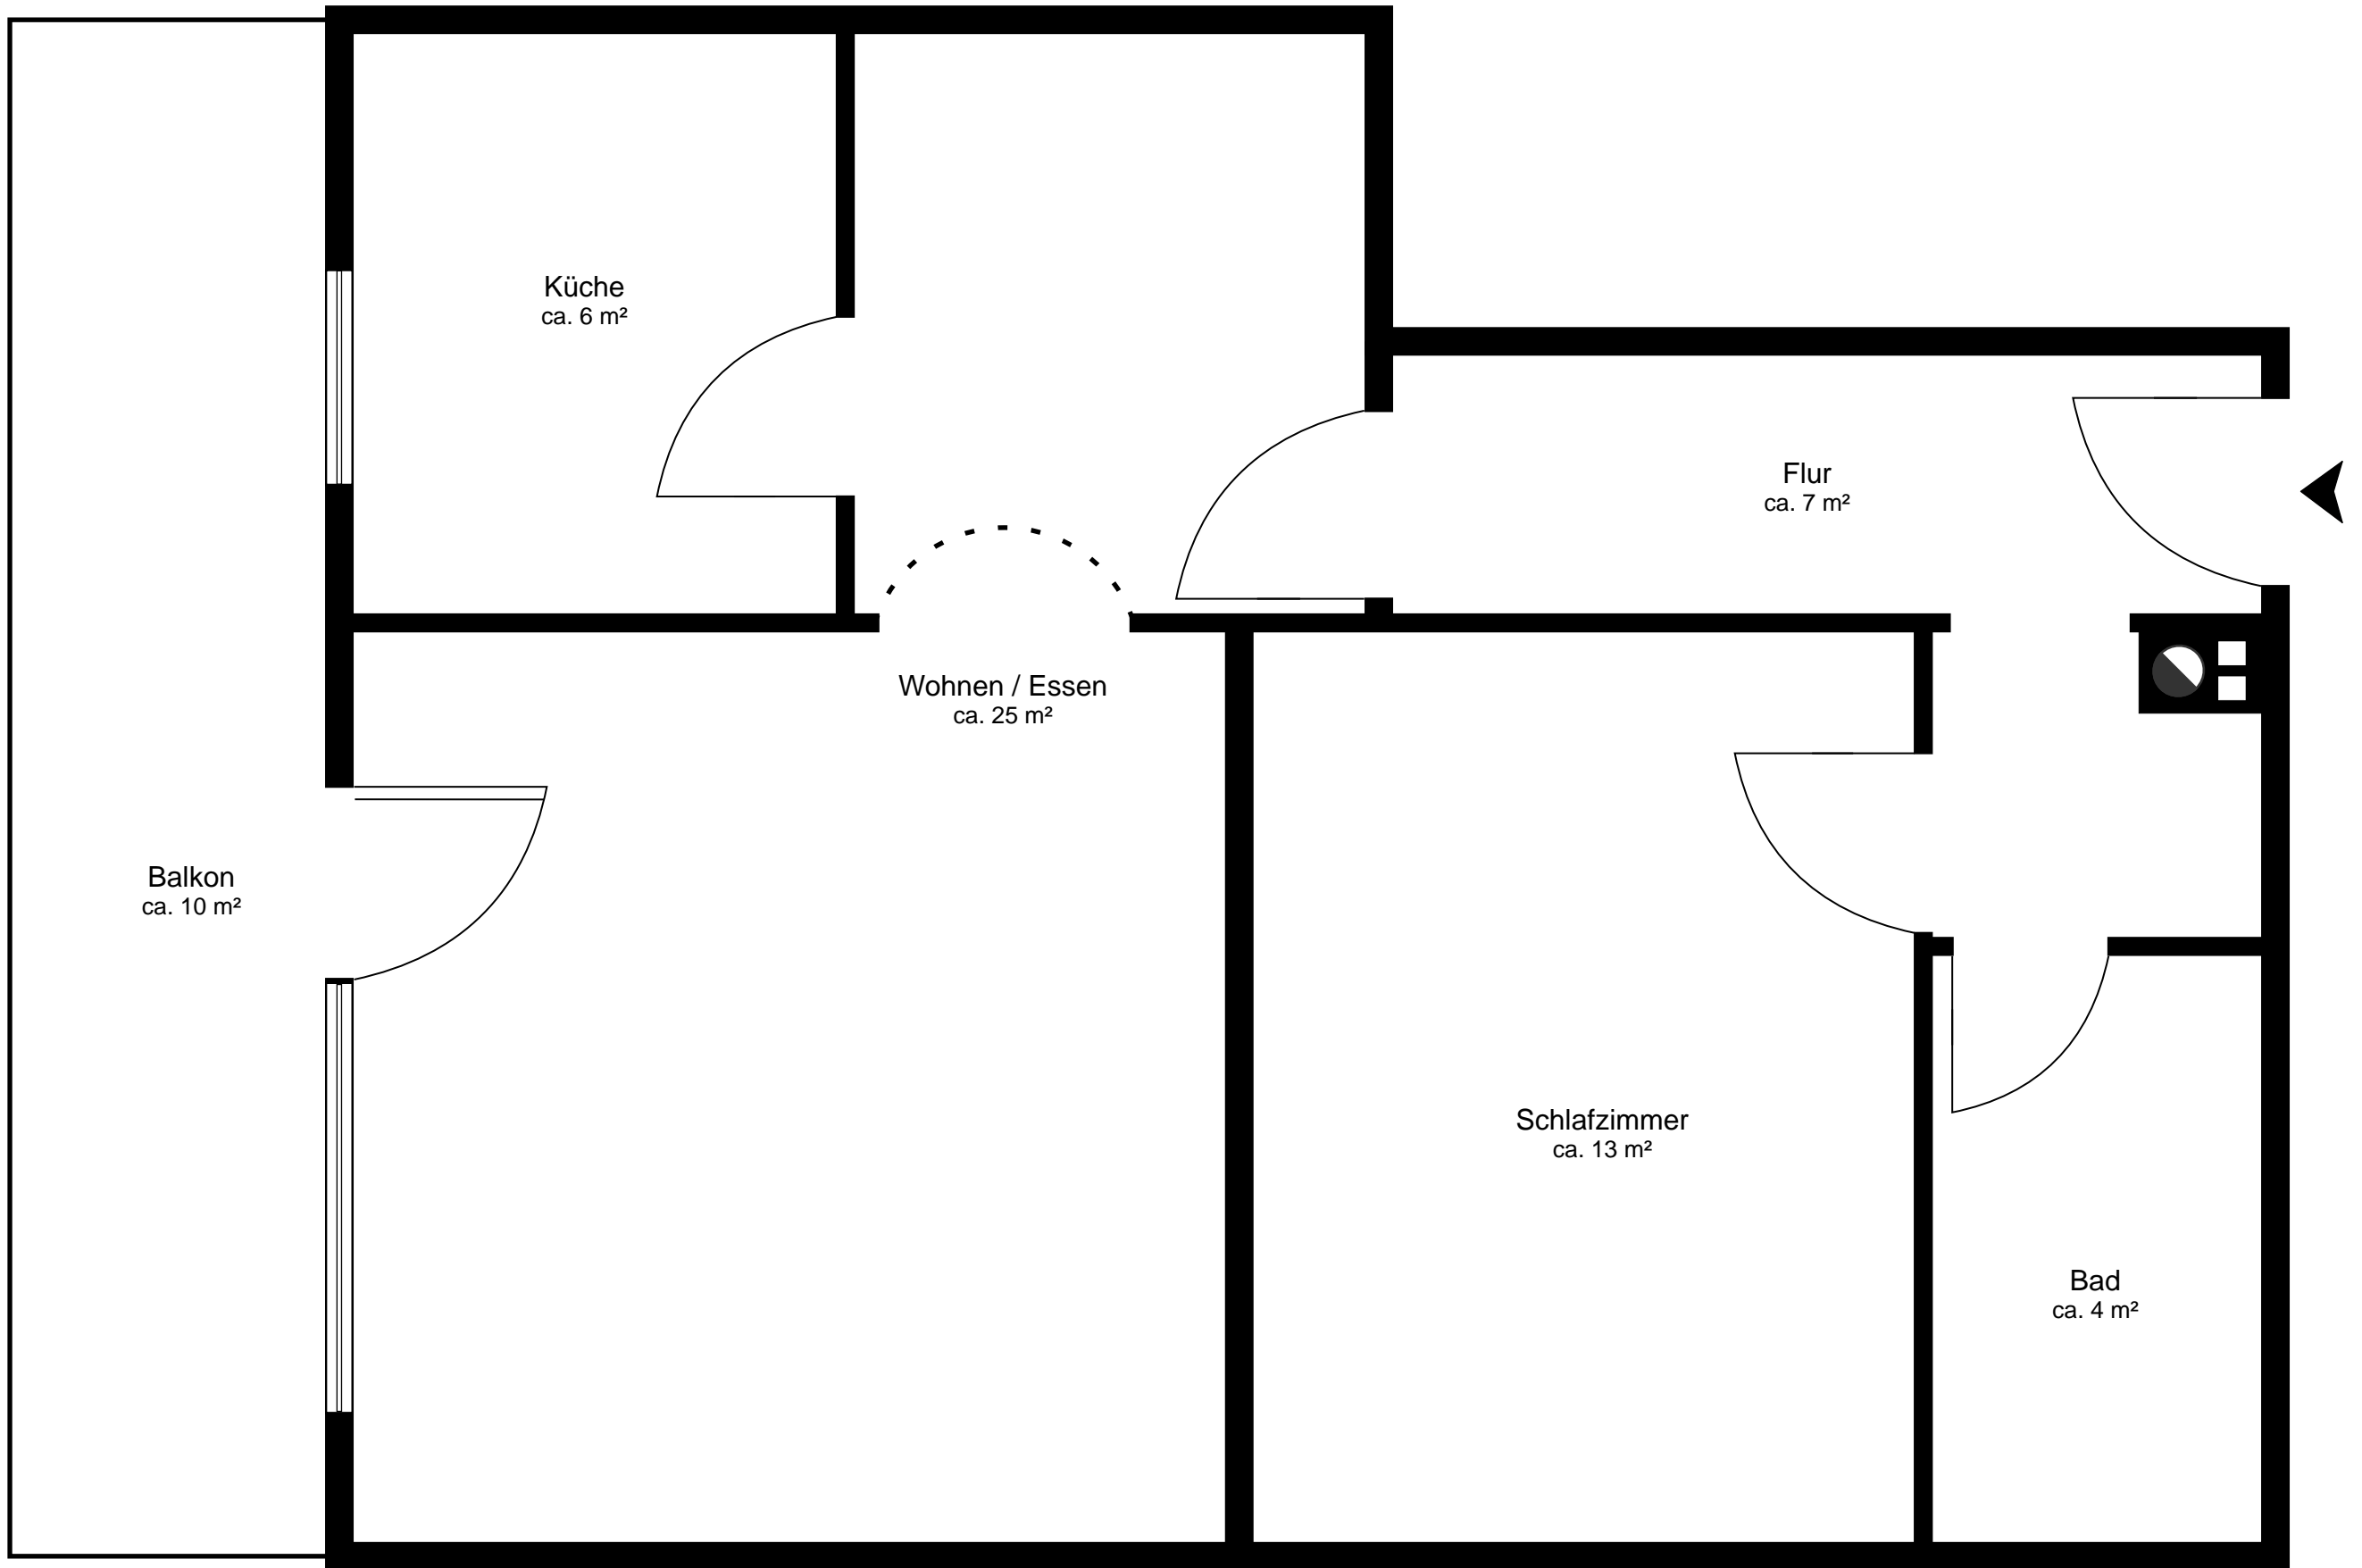 Küche
ca. 6 m²
Flur
ca. 7 m²
Wohnen / Essen
ca. 25 m²
Balkon
ca. 10 m²
Schlafzimmer
ca. 13 m²
Bad
ca. 4 m²